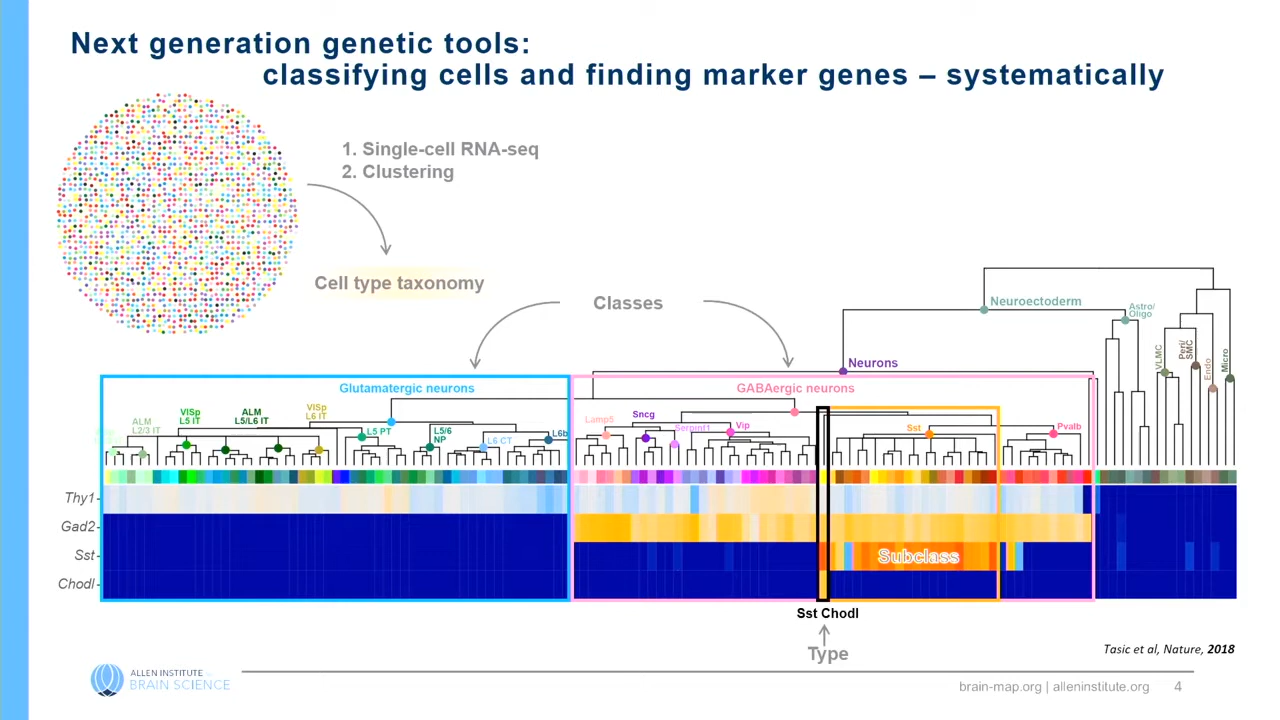 Next generation genetic tools:
classifying cells and finding marker genes – systematically
1. Single-cell RNA-seq
2. Clustering
Cell type taxonomy
Classes
Neuroectoderm
Astro/
Oligo
Neurons
VLMC
Peri/
SMC
Endo
Micro
Glutamatergic neurons
GABAergic neurons
ALM
L2/3 IT
VISp
L5 IT
ALM
L5/L6 IT
VISp
L6 IT
L5 PT
L5/6
NP
L6 CT
L6b
Lamp5
Sncg
Serpinf1
Vip
Sst
Pvalb
Thy1
Gad2
Sst
Subclass
Chodl
Sst Chodl
Type
Tasic et al, Nature, 2018
ALLEN INSTITUTE for
BRAIN SCIENCE
brain-map.org | alleninstitute.org 4